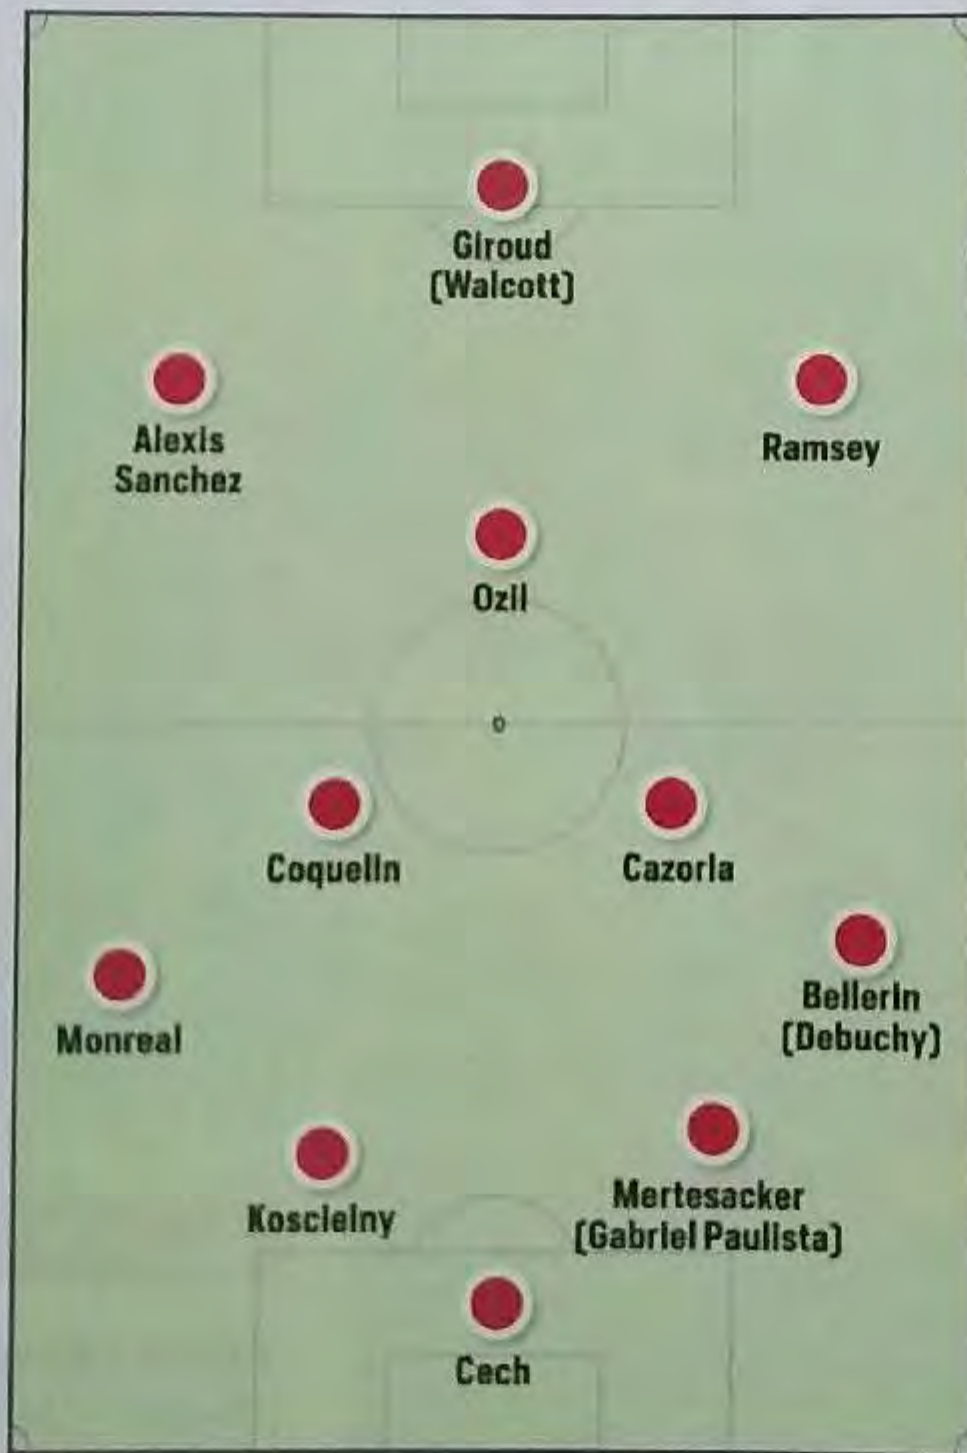 Giroud
(Walcott)
Alexis
Sanchez
Ramsey
Ozil
Coquelin
Cazorla
Monreal
Bellerin
(Debuchy)
Koscielny
Mertesacker
(Gabriel Paulista)
Cech